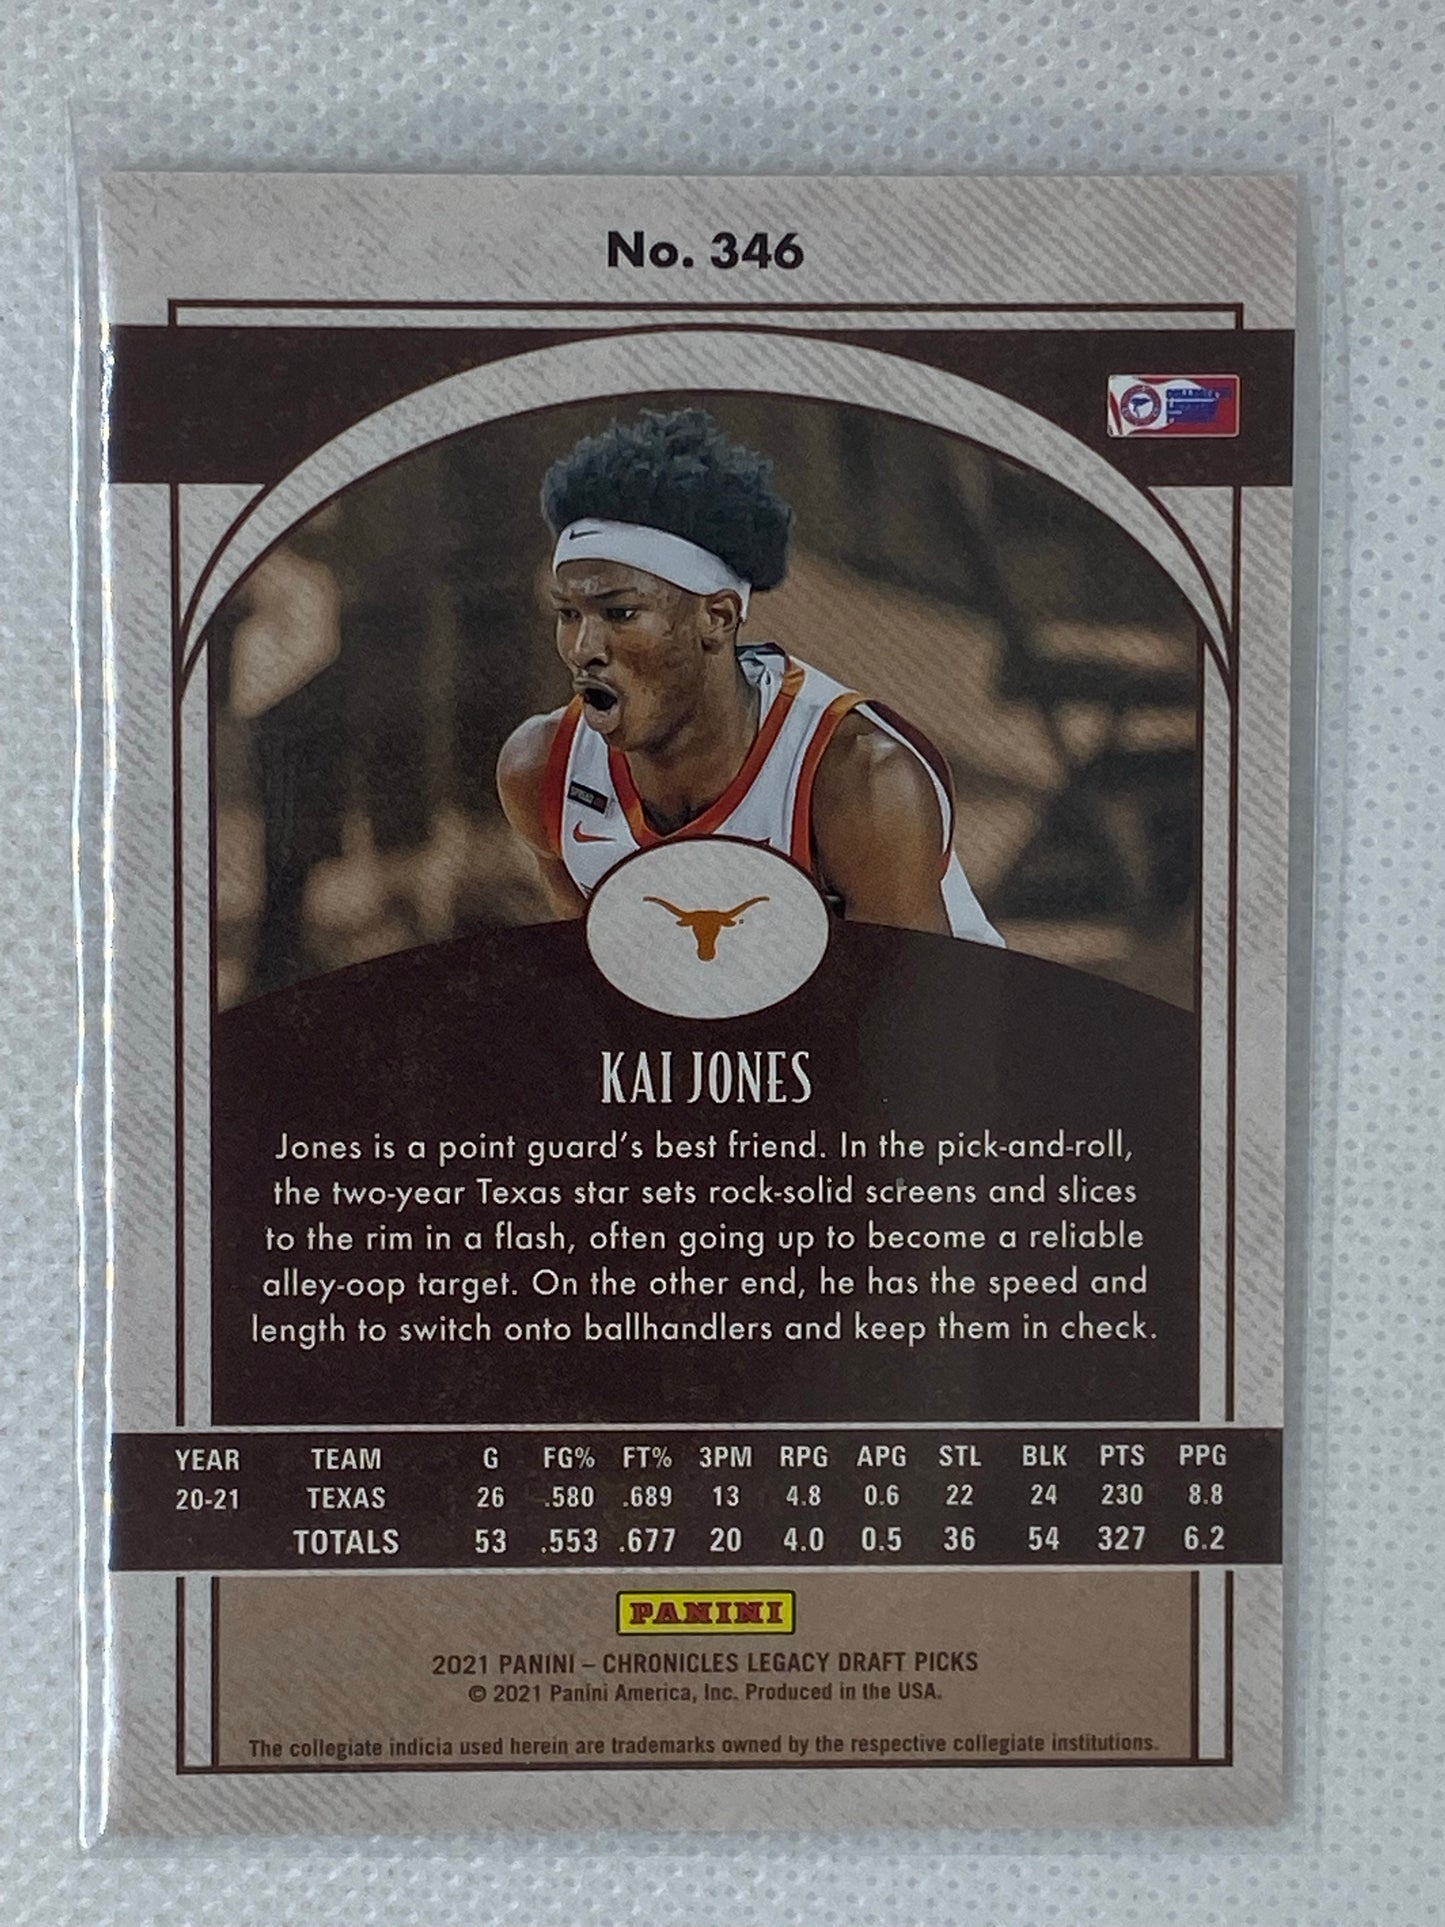 No. 346
KAI JONES
Jones is a point guard's best friend. In the pick-and-roll,
the two-year Texas star sets rock-solid screens and slices
to the rim in a flash, often going up to become a reliable
alley-oop target. On the other end, he has the speed and
length to switch onto ballhandlers and keep them in check.
YEAR TEAM G FG% FT% 3PM RPG APG STL BLK PTS PPG
20-21 TEXAS 26 .580 .689 13 4.8 0.6 22 24 230 8.8
TOTALS 53 .553 .677 20 4.0 0.5 36 54 327 6.2
PANINI
2021 PANINI – CHRONICLES LEGACY DRAFT PICKS
© 2021 Panini America, Inc. Produced in the USA.
The collegiate indicia used herein are trademarks owned by the respective collegiate institutions.